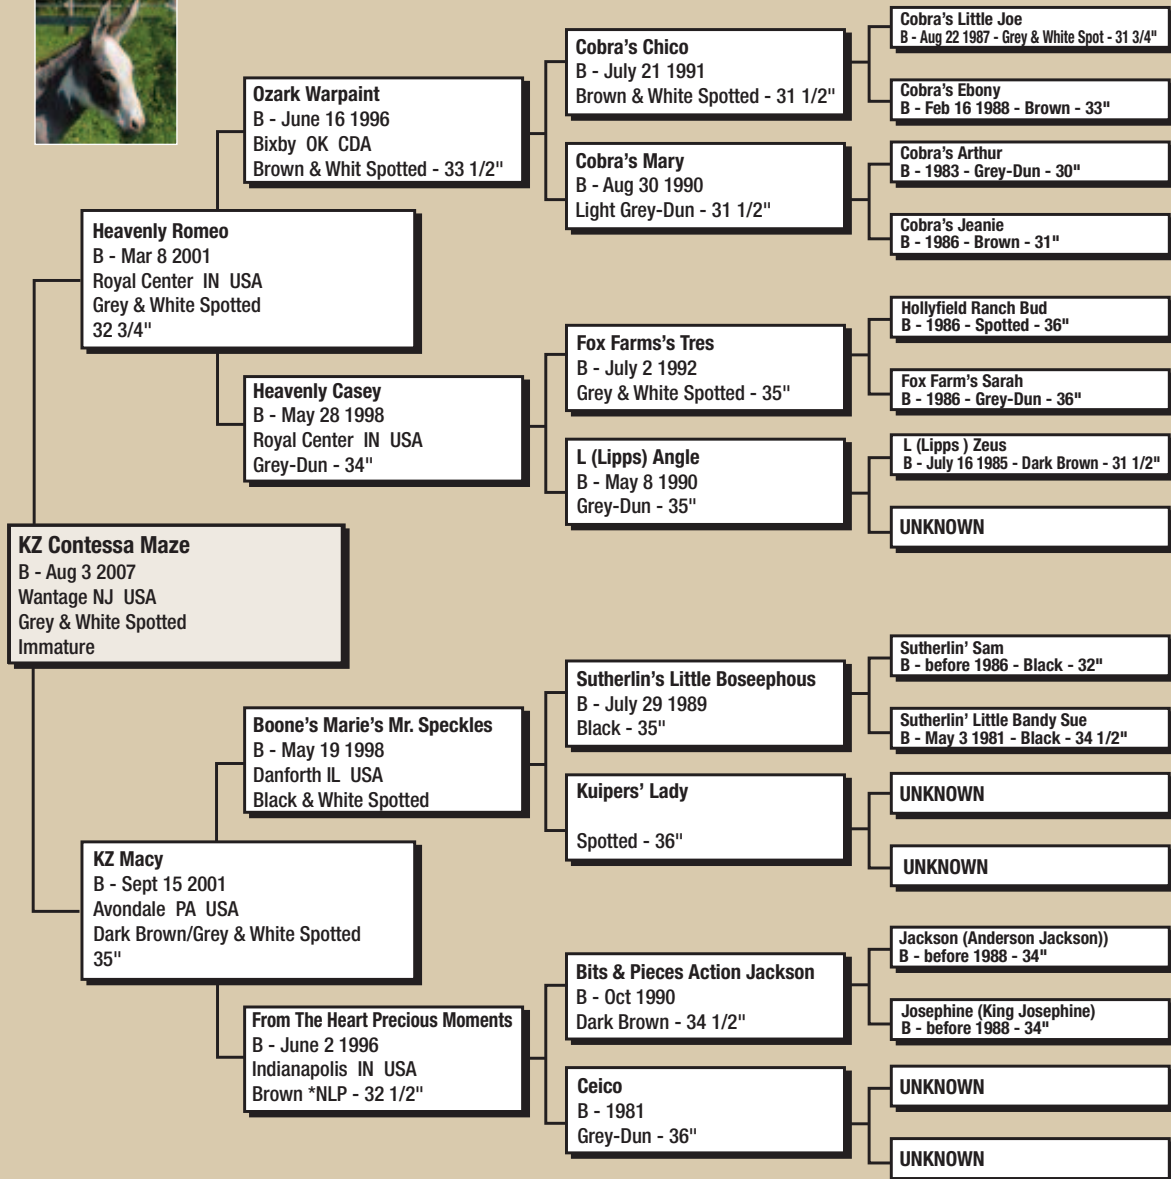 Cobra's Little Joe
B - Aug 22 1987 - Grey & White Spot - 31 3/4"
Cobra's Chico
B - July 21 1991
Brown & White Spotted - 31 1/2"
Cobra's Ebony
B - Feb 16 1988 - Brown - 33"
Ozark Warpaint
B - June 16 1996
Bixby OK CDA
Brown & Whit Spotted - 33 1/2"
Cobra's Mary
B - Aug 30 1990
Light Grey-Dun - 31 1/2"
Cobra's Arthur
B - 1983 - Grey-Dun - 30"
Cobra's Jeanie
B - 1986 - Brown - 31"
Heavenly Romeo
B - Mar 8 2001
Royal Center IN USA
Grey & White Spotted
32 3/4"
Hollyfield Ranch Bud
B - 1986 - Spotted - 36"
Fox Farms's Tres
B - July 2 1992
Grey & White Spotted - 35"
Fox Farm's Sarah
B - 1986 - Grey-Dun - 36"
Heavenly Casey
B - May 28 1998
Royal Center IN USA
Grey-Dun - 34"
L (Lipps) Angle
B - May 8 1990
Grey-Dun - 35"
L (Lipps ) Zeus
B - July 16 1985 - Dark Brown - 31 1/2"
UNKNOWN
KZ Contessa Maze
B - Aug 3 2007
Wantage NJ USA
Grey & White Spotted
Immature
Sutherlin' Sam
B - before 1986 - Black - 32"
Sutherlin's Little Boseephous
B - July 29 1989
Black - 35"
Sutherlin' Little Bandy Sue
B - May 3 1981 - Black - 34 1/2"
Boone's Marie's Mr. Speckles
B - May 19 1998
Danforth IL USA
Black & White Spotted
Kuipers' Lady
Spotted - 36"
UNKNOWN
UNKNOWN
KZ Macy
B - Sept 15 2001
Avondale PA USA
Dark Brown/Grey & White Spotted
35"
Jackson (Anderson Jackson))
B - before 1988 - 34"
Bits & Pieces Action Jackson
B - Oct 1990
Dark Brown - 34 1/2"
Josephine (King Josephine)
B - before 1988 - 34"
From The Heart Precious Moments
B - June 2 1996
Indianapolis IN USA
Brown *NLP - 32 1/2"
Ceico
B - 1981
Grey-Dun - 36"
UNKNOWN
UNKNOWN